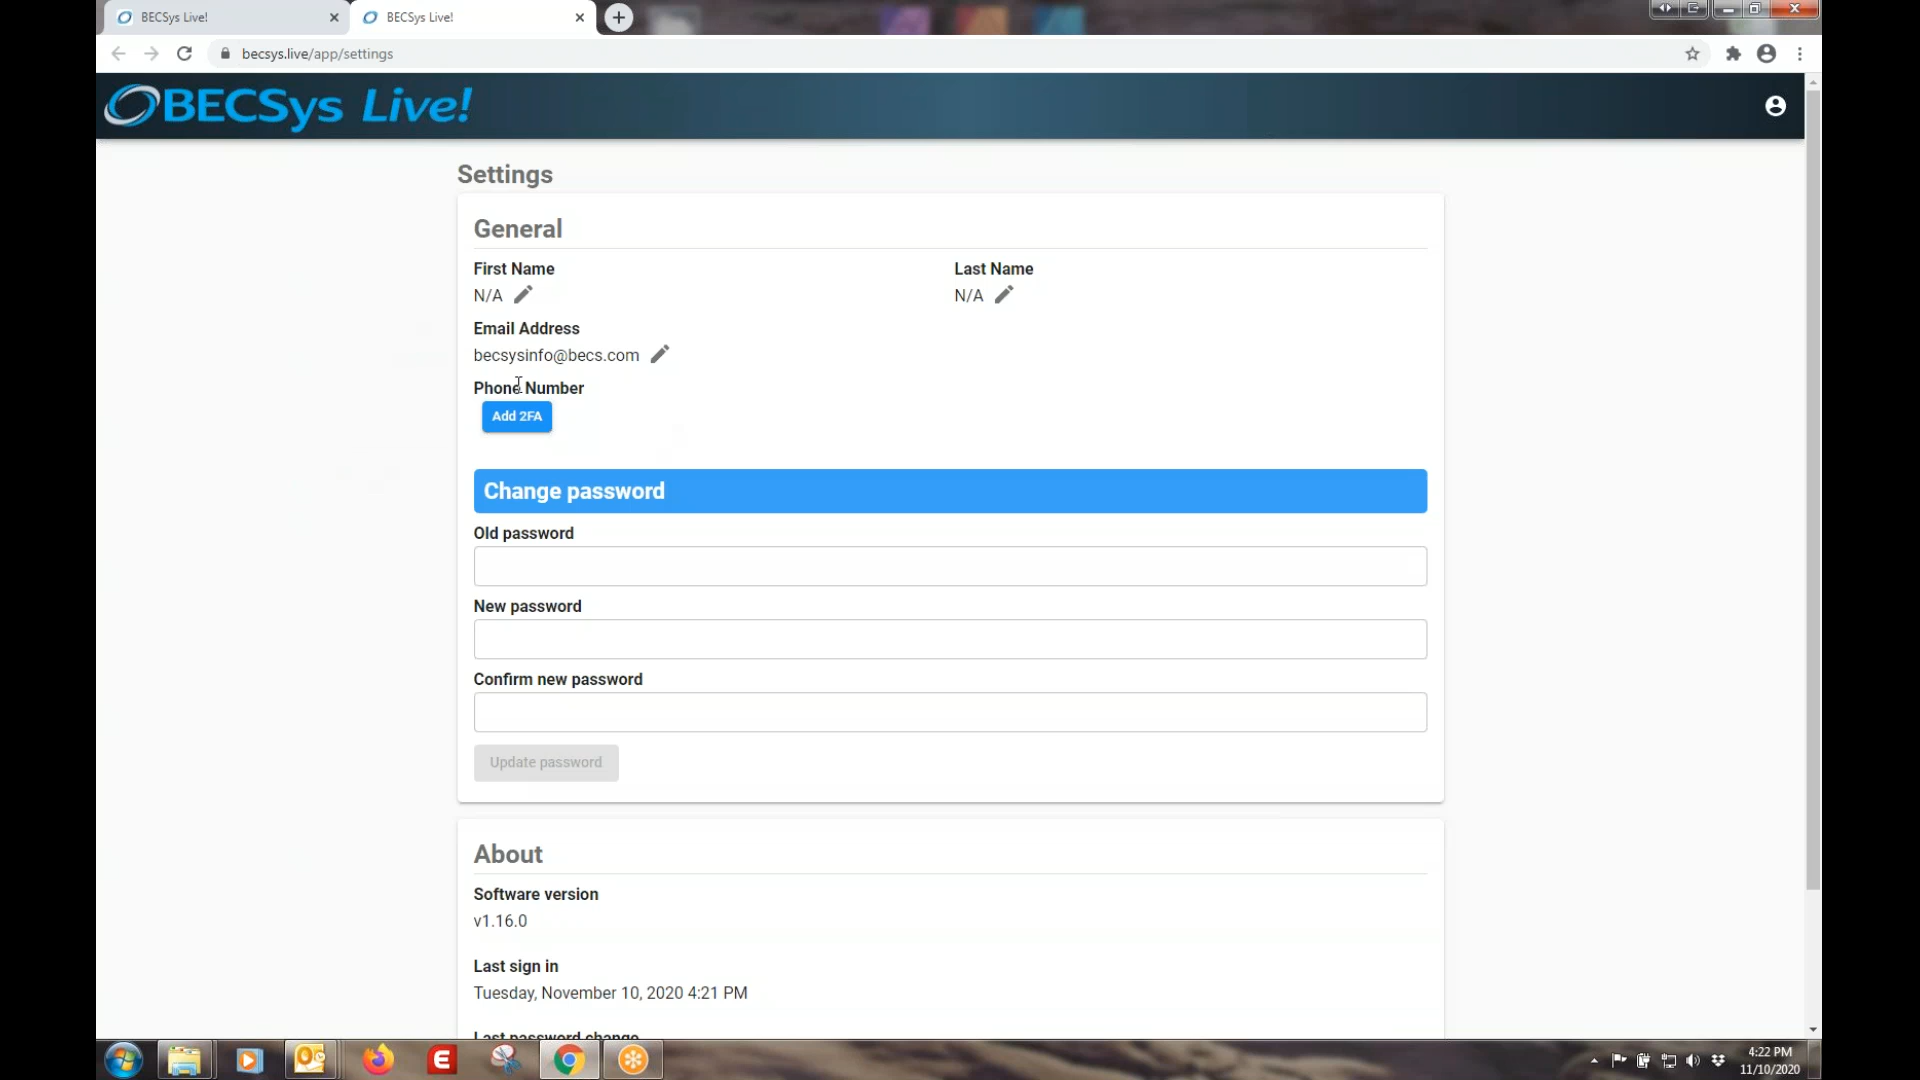 BECSys Live!
BECSys Live!
becsys.live/app/settings
BECSys Live!
Settings
General
First Name
Last Name
N/A
N/A
Email Address
becsysinfo@becs.com
Phone Number
Add 2FA
Change password
Old password
New password
Confirm new password
Update password
About
Software version
v1.16.0
Last sign in
Tuesday, November 10, 2020 4:21 PM
Last password change
4:22 PM
11/10/2020